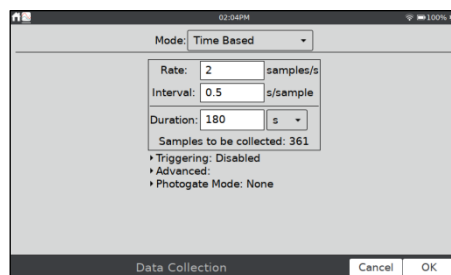 02:04PM 100%
Mode: Time Based
Rate: 2 samples/s
Interval: 0.5 s/sample
Duration: 180 s
Samples to be collected: 361
Triggering: Disabled
Advanced:
Photogate Mode: None
Data Collection Cancel OK